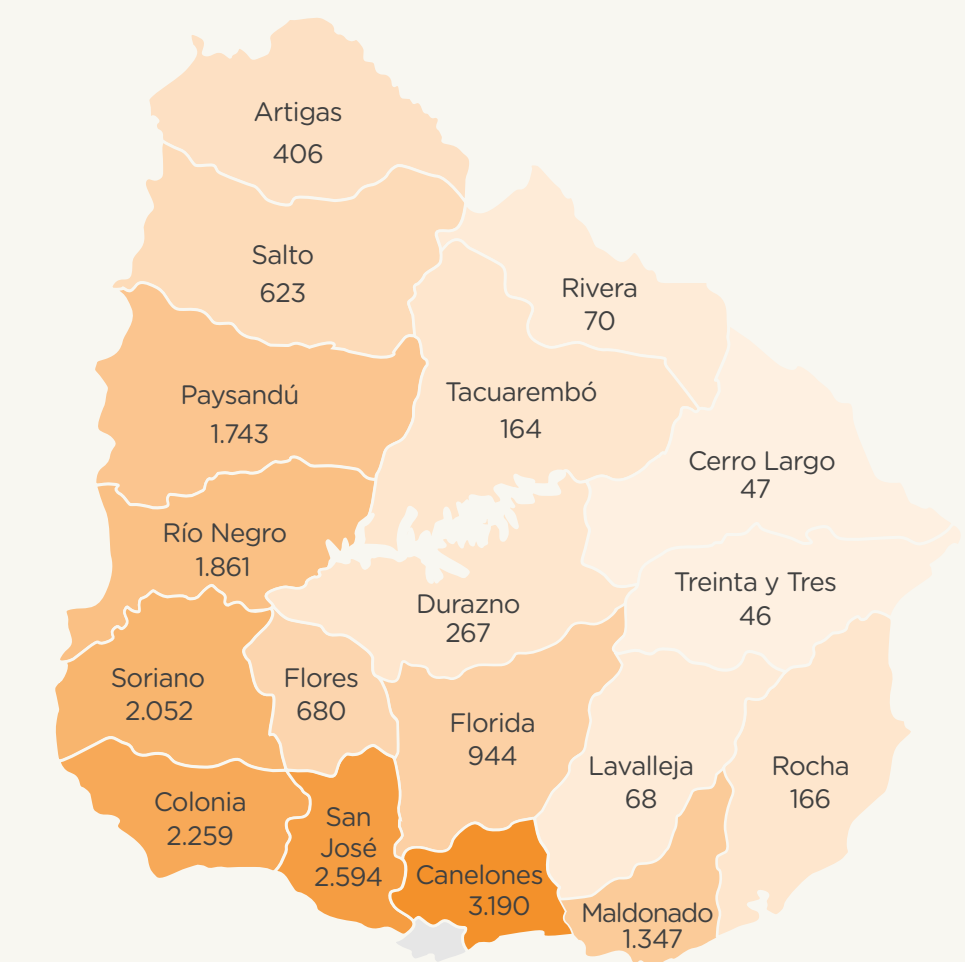 Artigas
406
Salto
623
Rivera
70
Paysandú
1.743
Tacuarembó
164
Cerro Largo
47
Río Negro
1.861
Treinta y Tres
46
Durazno
267
Soriano
2.052
Flores
680
Florida
944
Lavalleja
68
Rocha
166
Colonia
2.259
San
José
2.594
Canelones
3.190
Maldonado
1.347